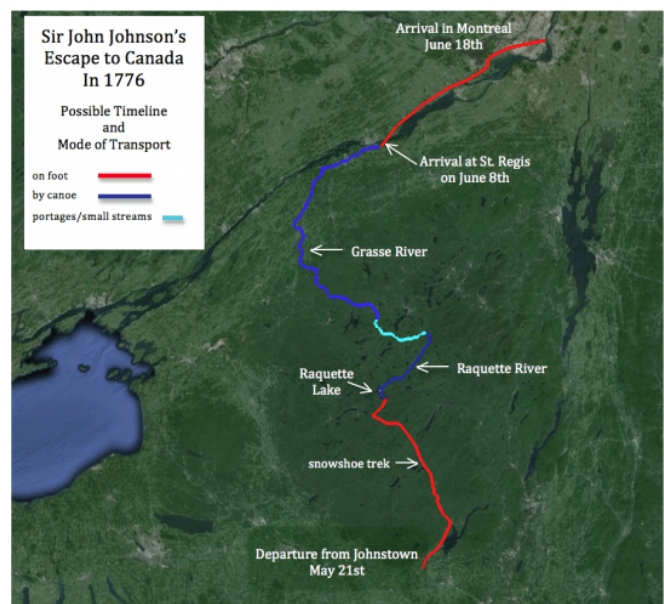 Sir John Johnson's
Escape to Canada
In 1776
Possible Timeline
and
Mode of Transport
on foot
by canoe
portages/small streams
Arrival in Montreal
June 18th
Arrival at St. Regis
on June 8th
Grasse River
Raquette River
Raquette
Lake
snowshoe trek
Departure from Johnstown
May 21st